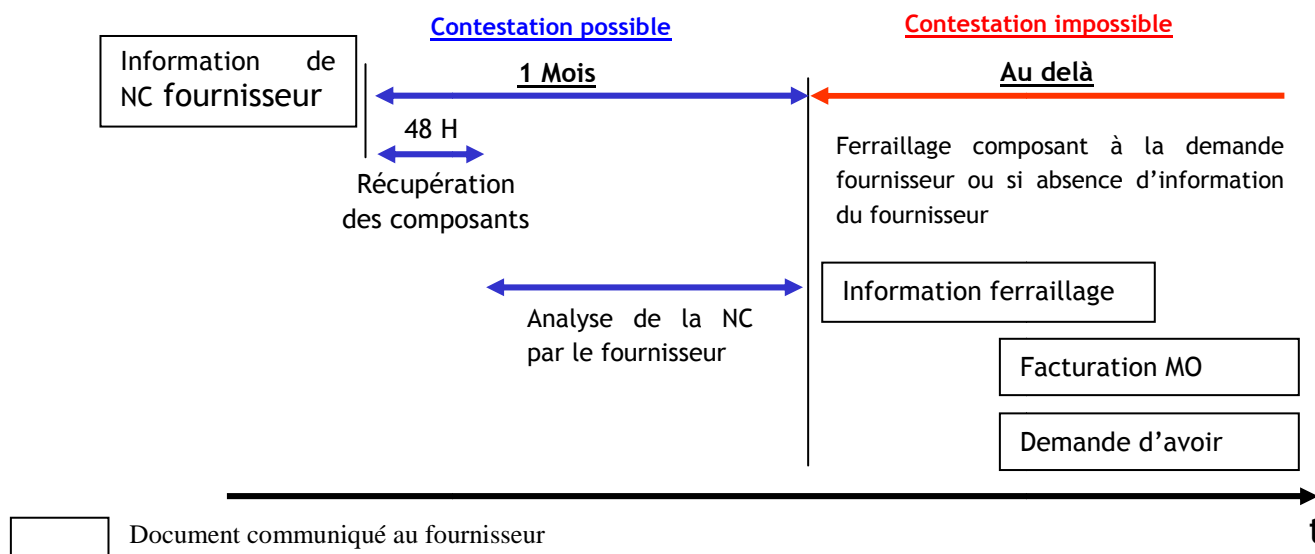 Contestation possible
Contestation impossible
Information de
NC fournisseur
1 Mois
Au delà
48 H
Récupération
des composants
Ferraillage composant à la demande
fournisseur ou si absence d’information
du fournisseur
Analyse de la NC
par le fournisseur
Information ferraillage
Facturation MO
Demande d’avoir
t
Document communiqué au fournisseur